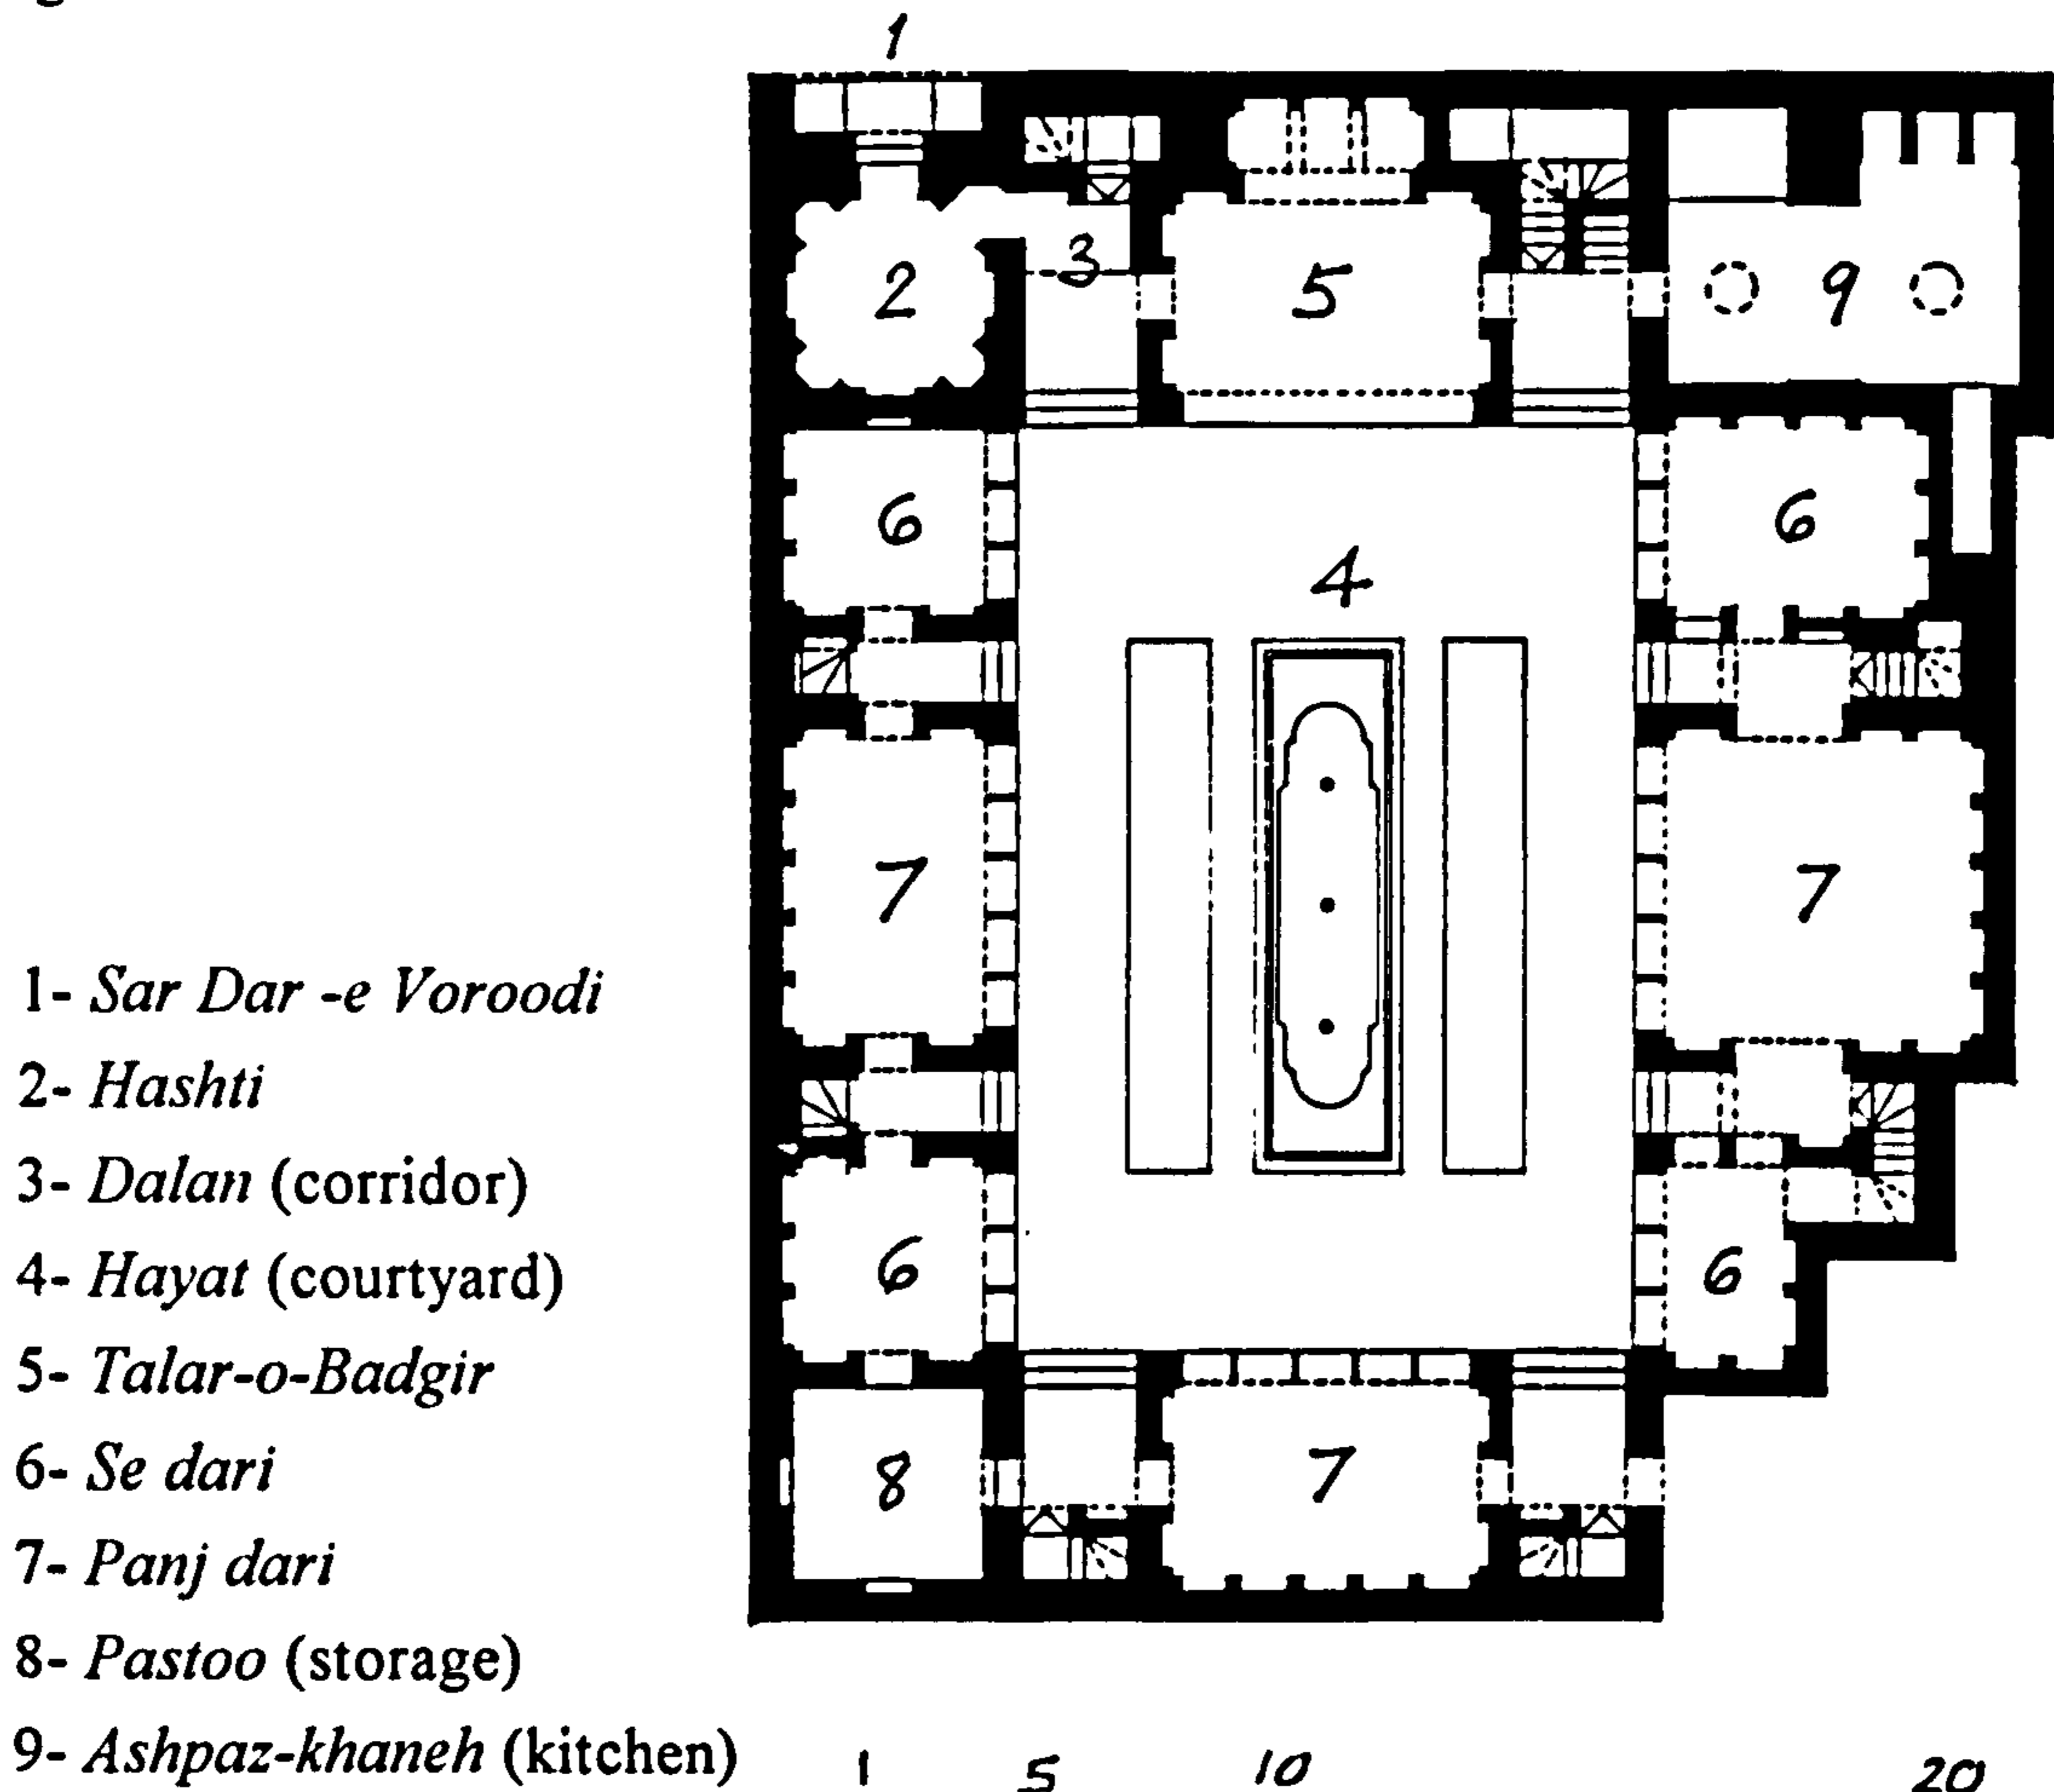 1
2
3
5
9
6
6
4
7
7
6
6
8
7
1- Sar Dar -e Voroodi
2- Hashti
3- Dalan (corridor)
4- Hayat (courtyard)
5- Talar-o-Badgir
6- Se dari
7- Panj dari
8- Pastoo (storage)
9- Ashpaz-khaneh (kitchen)
1 5 10 20